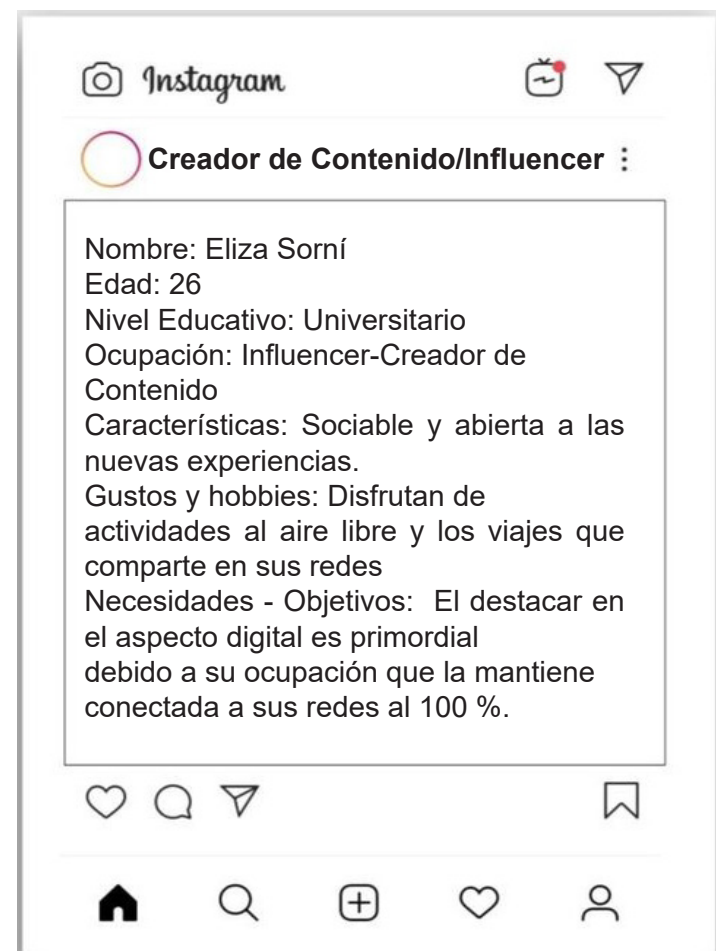 Instagram
Creador de Contenido/Influencer
Nombre: Eliza Sorní
Edad: 26
Nivel Educativo: Universitario
Ocupación: Influencer-Creador de
Contenido
Características: Sociable y abierta a las
nuevas experiencias.
Gustos y hobbies: Disfrutan de
actividades al aire libre y los viajes que
comparte en sus redes
Necesidades - Objetivos: El destacar en
el aspecto digital es primordial
debido a su ocupación que la mantiene
conectada a sus redes al 100 %.